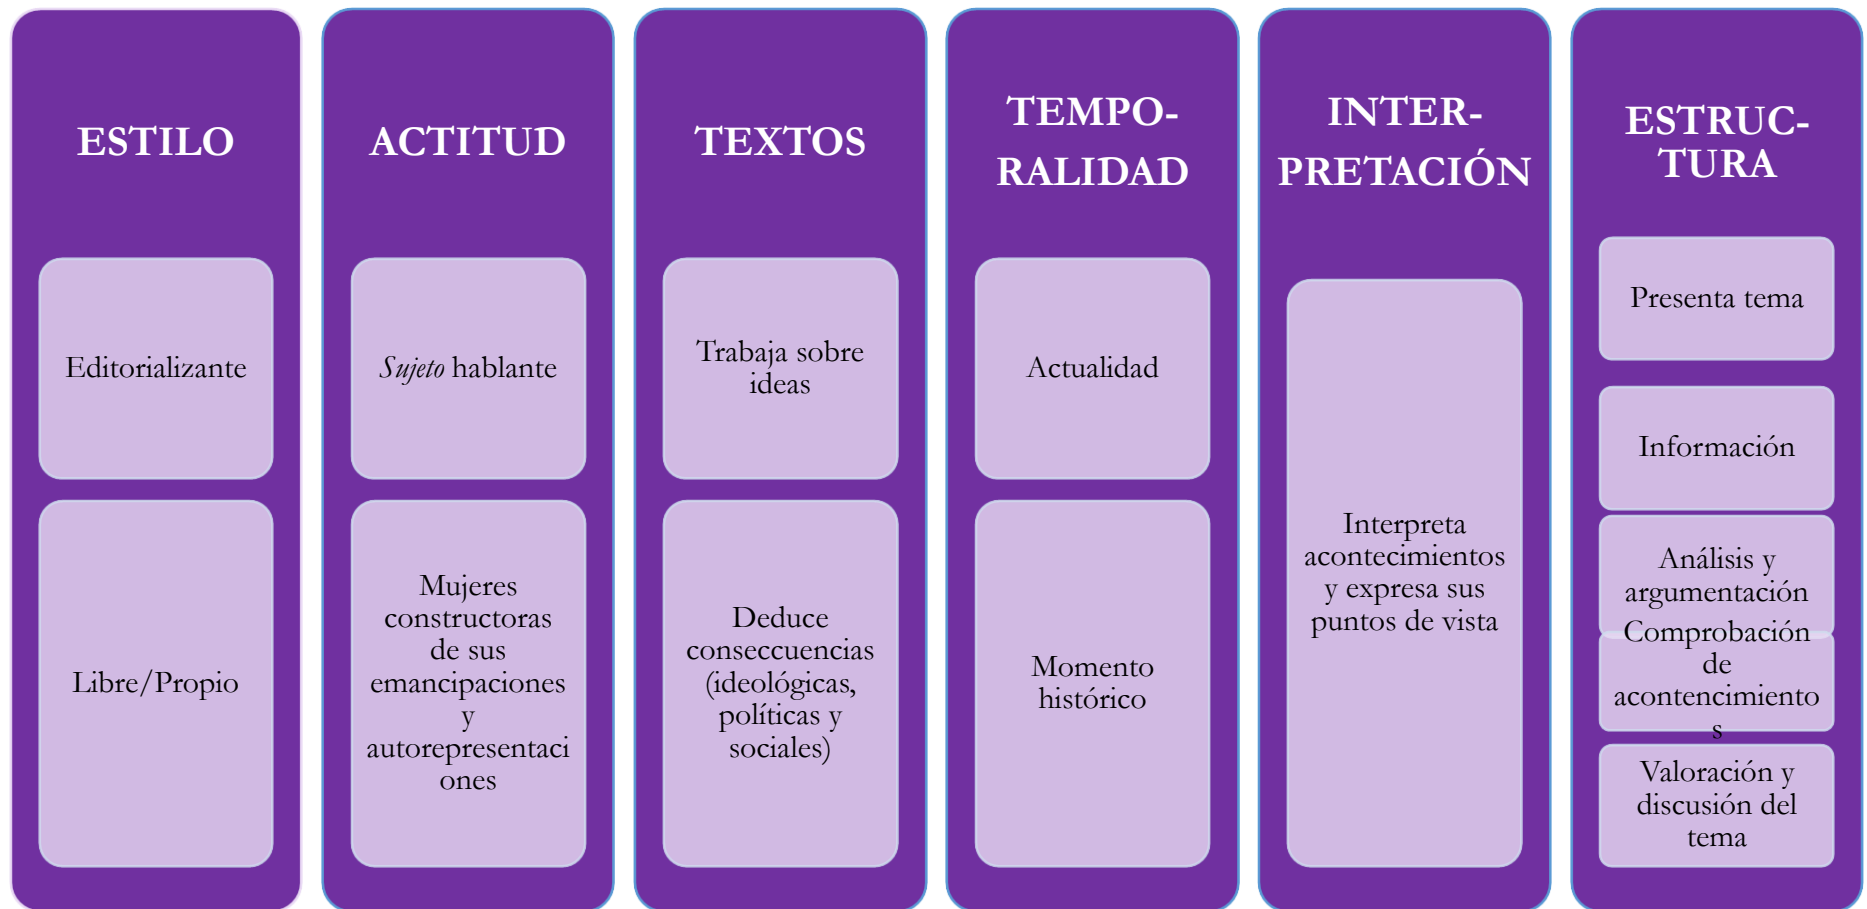 ESTILO
Editorializante
Libre/Propio
ACTITUD
Sujeto hablante
Mujeres
constructoras
de sus
emancipaciones
y
autorepresentaci
ones
TEXTOS
Trabaja sobre
ideas
Deduce
conseccuencias
(ideológicas,
políticas y
sociales)
TEMPO-
RALIDAD
Actualidad
Momento
histórico
INTER-
PRETACIÓN
Interpreta
acontecimientos
y expresa sus
puntos de vista
ESTRUC-
TURA
Presenta tema
Información
Análisis y
argumentación
Comprobación
de
acontencimiento
s
Valoración y
discusión del
tema